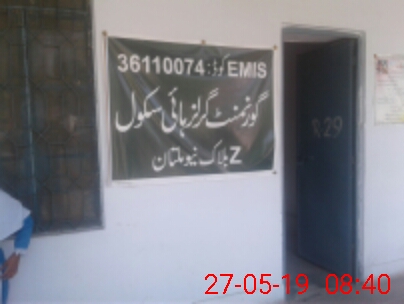 EMIS کوڈ: 36110074
گورنمنٹ گرلز ہائی سکول
Z بلاک نیو ملتان
29
27-05-19 08:40